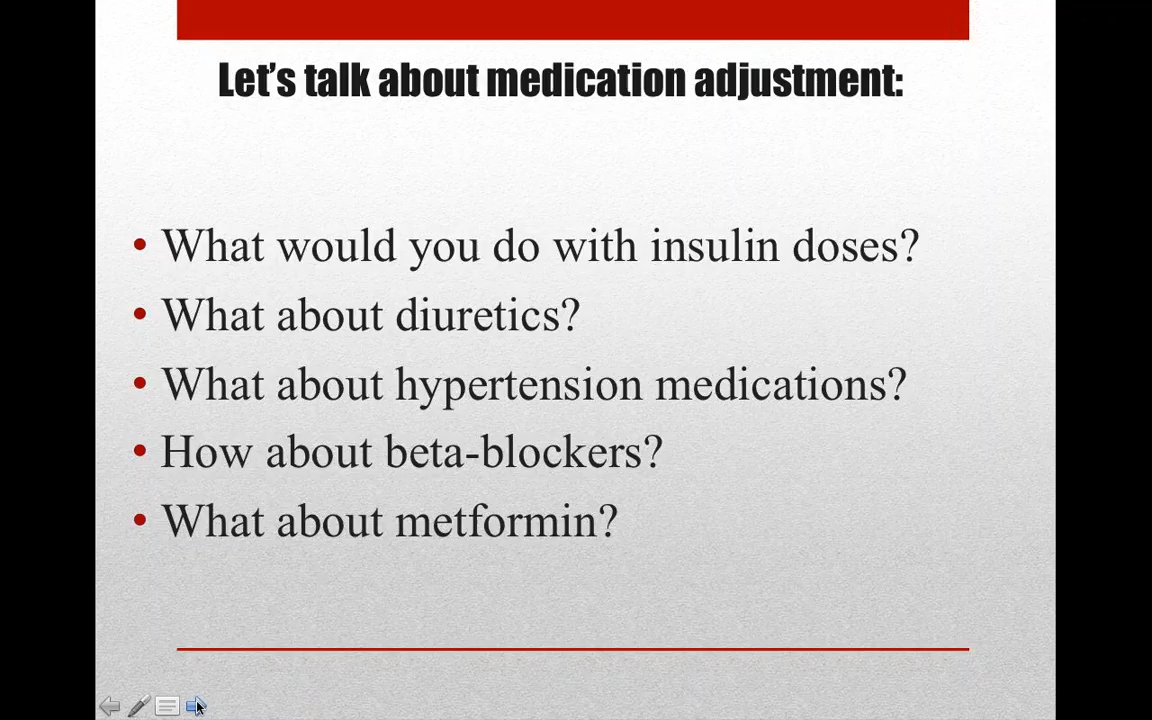 Let's talk about medication adjustment:
• What would you do with insulin doses?
• What about diuretics?
• What about hypertension medications?
• How about beta-blockers?
• What about metformin?